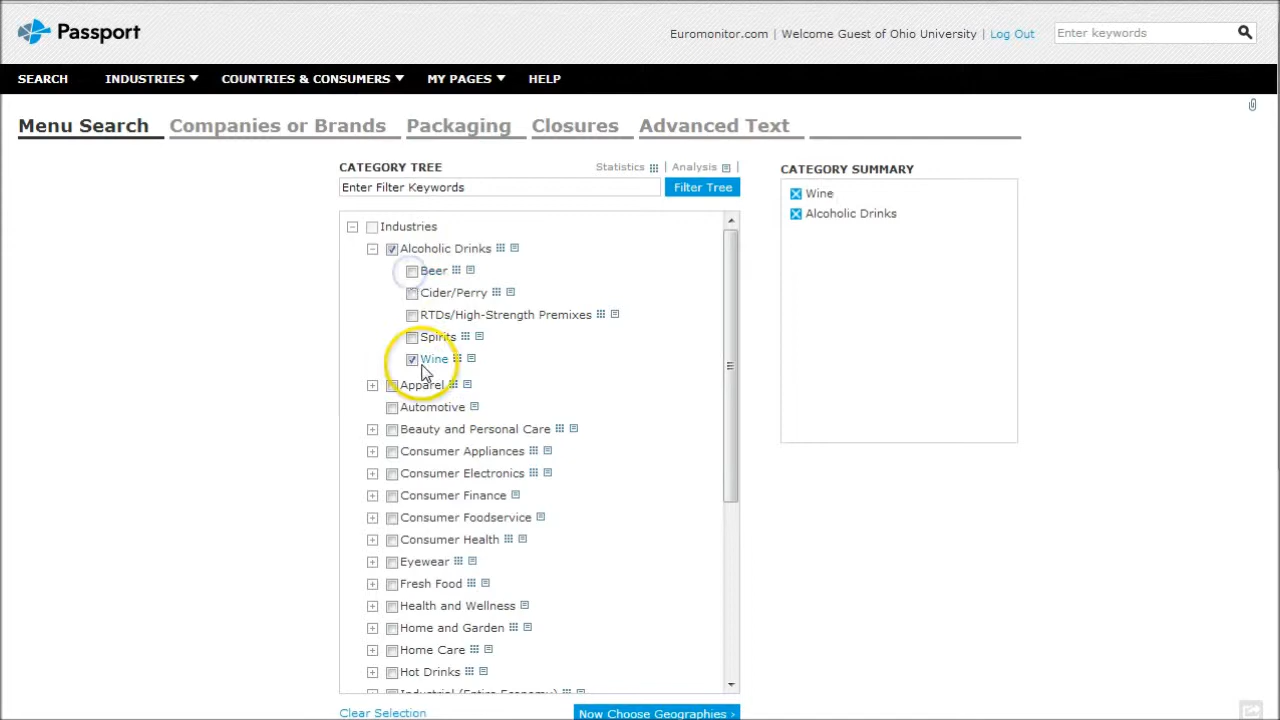 Passport
Euromonitor.com | Welcome Guest of Ohio University | Log Out
Enter keywords
SEARCH INDUSTRIES COUNTRIES & CONSUMERS MY PAGES HELP
Menu Search Companies or Brands Packaging Closures Advanced Text
CATEGORY TREE Statistics | Analysis |
Enter Filter Keywords Filter Tree
Industries
Alcoholic Drinks
Beer
Cider/Perry
RTDs/High-Strength Premixes
Spirits
Wine
Apparel
Automotive
Beauty and Personal Care
Consumer Appliances
Consumer Electronics
Consumer Finance
Consumer Foodservice
Consumer Health
Eyewear
Fresh Food
Health and Wellness
Home and Garden
Home Care
Hot Drinks
Industrial (Entire Economy)
Clear Selection Now Choose Geographies >
CATEGORY SUMMARY
Wine
Alcoholic Drinks